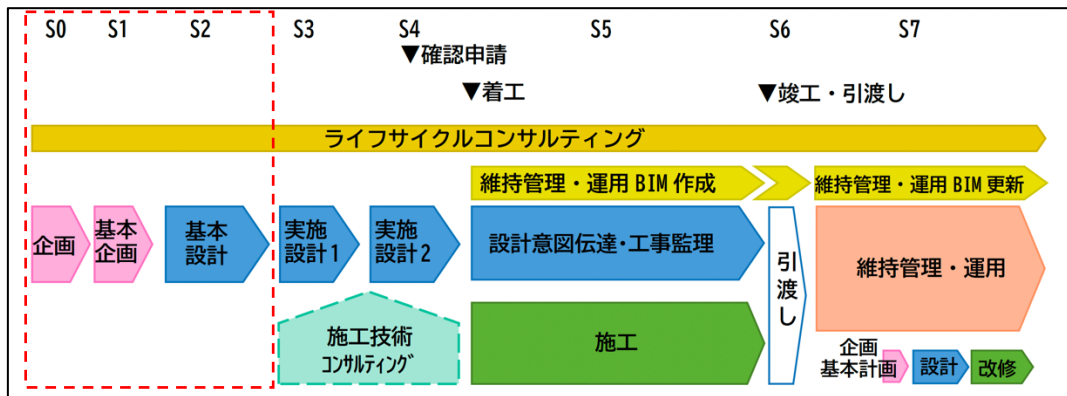 S0 S1 S2 S3 S4 S5 S6 S7
▼確認申請
▼着工 ▼竣工・引渡し
ライフサイクルコンサルティング
維持管理・運用 BIM 作成 維持管理・運用 BIM 更新
企画
基本
企画
基本
設計
実施
設計1
実施
設計2
設計意図伝達・工事監理
引渡し
維持管理・運用
施工技術
コンサルティング
施工
企画
基本計画
設計
改修